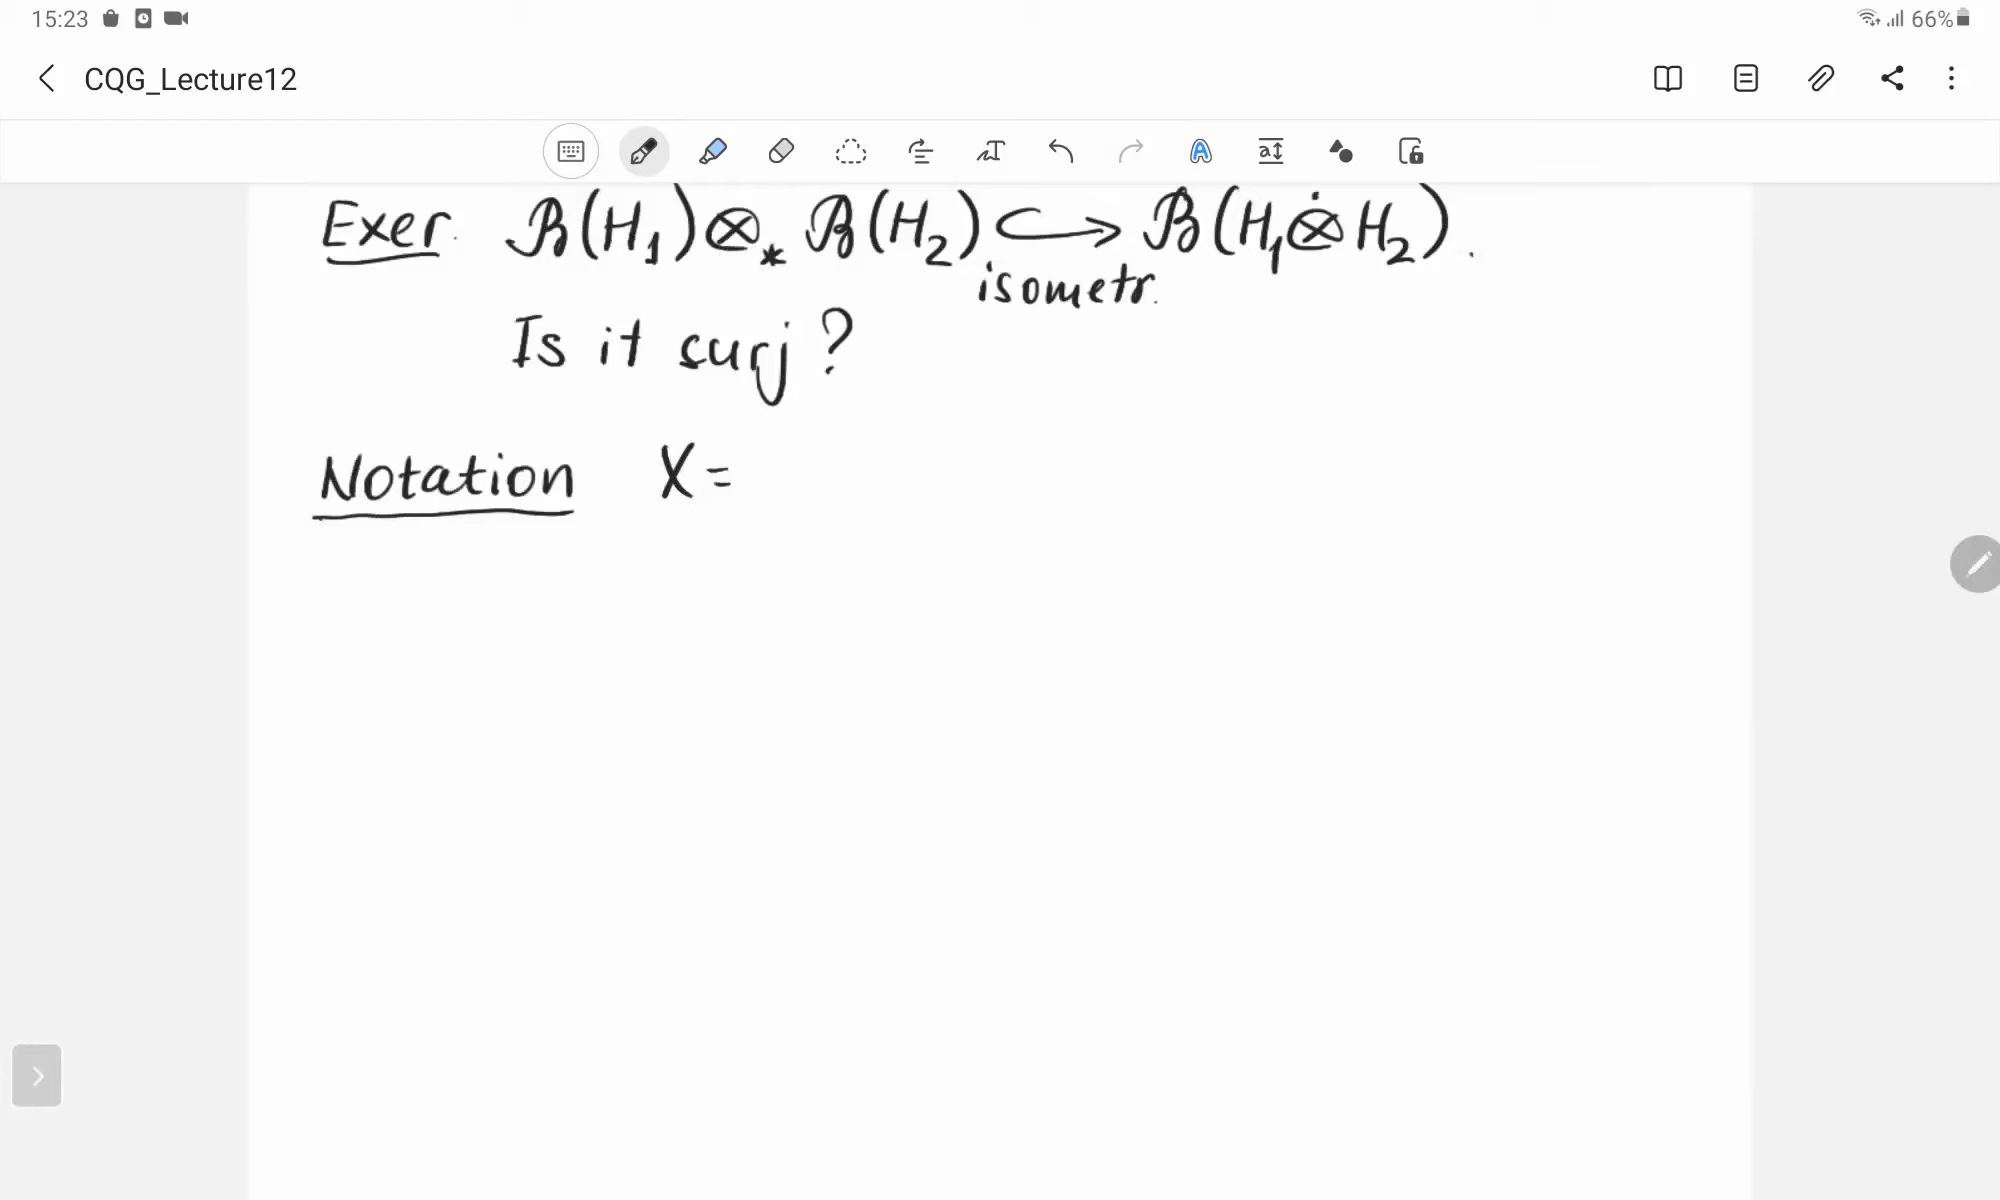 15:23
66%
CQG_Lecture12
Exer. ℬ(H₁)⊗_* ℬ(H₂) ↪ ℬ(H₁ ⊗̇ H₂).
isometr.
Is it surj?
Notation X =